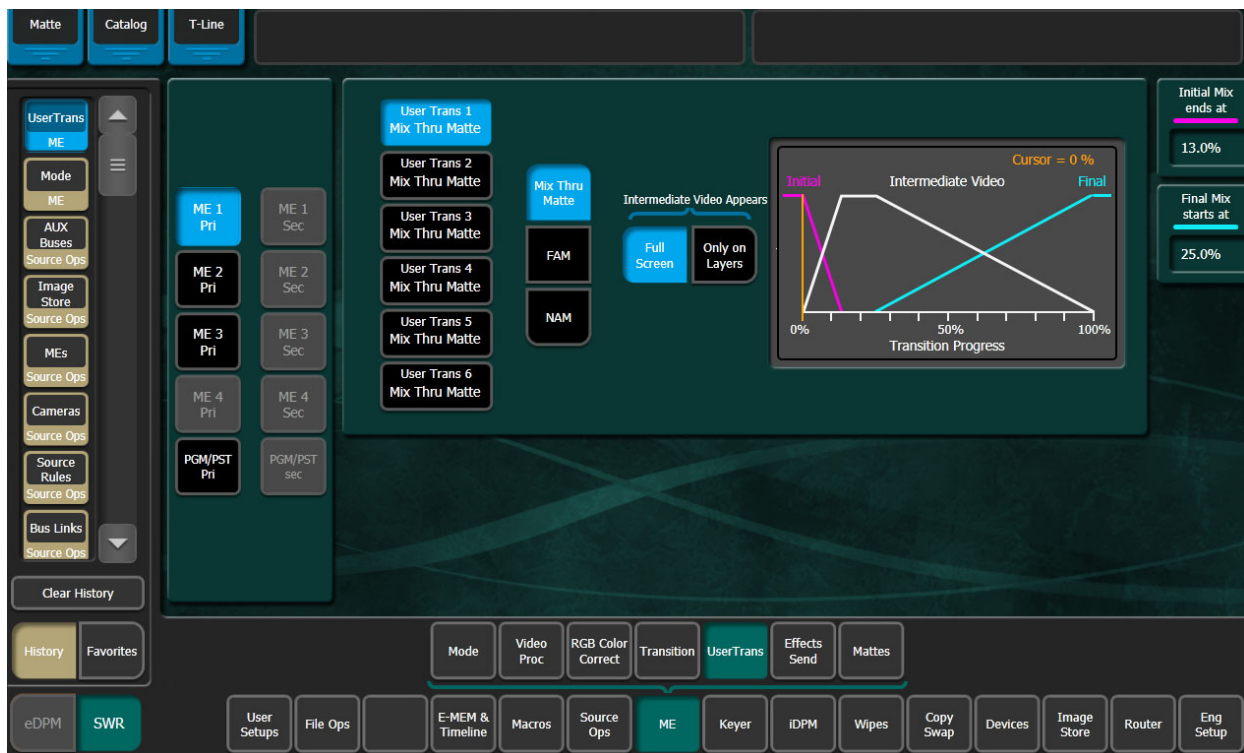 Matte
Catalog
T-Line
UserTrans
ME
Mode
ME
AUX
Buses
Source Ops
Image
Store
Source Ops
MEs
Source Ops
Cameras
Source Ops
Source
Rules
Source Ops
Bus Links
Source Ops
Clear History
History
Favorites
eDPM
SWR
ME 1
Pri
ME 1
Sec
ME 2
Pri
ME 2
Sec
ME 3
Pri
ME 3
Sec
ME 4
Pri
ME 4
Sec
PGM/PST
Pri
PGM/PST
sec
User Trans 1
Mix Thru Matte
User Trans 2
Mix Thru Matte
User Trans 3
Mix Thru Matte
User Trans 4
Mix Thru Matte
User Trans 5
Mix Thru Matte
User Trans 6
Mix Thru Matte
Mix Thru
Matte
FAM
NAM
Intermediate Video Appears
Full
Screen
Only on
Layers
Cursor = 0 %
Initial
Intermediate Video
Final
0%
50%
100%
Transition Progress
Initial Mix
ends at
13.0%
Final Mix
starts at
25.0%
Mode
Video
Proc
RGB Color
Correct
Transition
UserTrans
Effects
Send
Mattes
User
Setups
File Ops
E-MEM &
Timeline
Macros
Source
Ops
ME
Keyer
iDPM
Wipes
Copy
Swap
Devices
Image
Store
Router
Eng
Setup